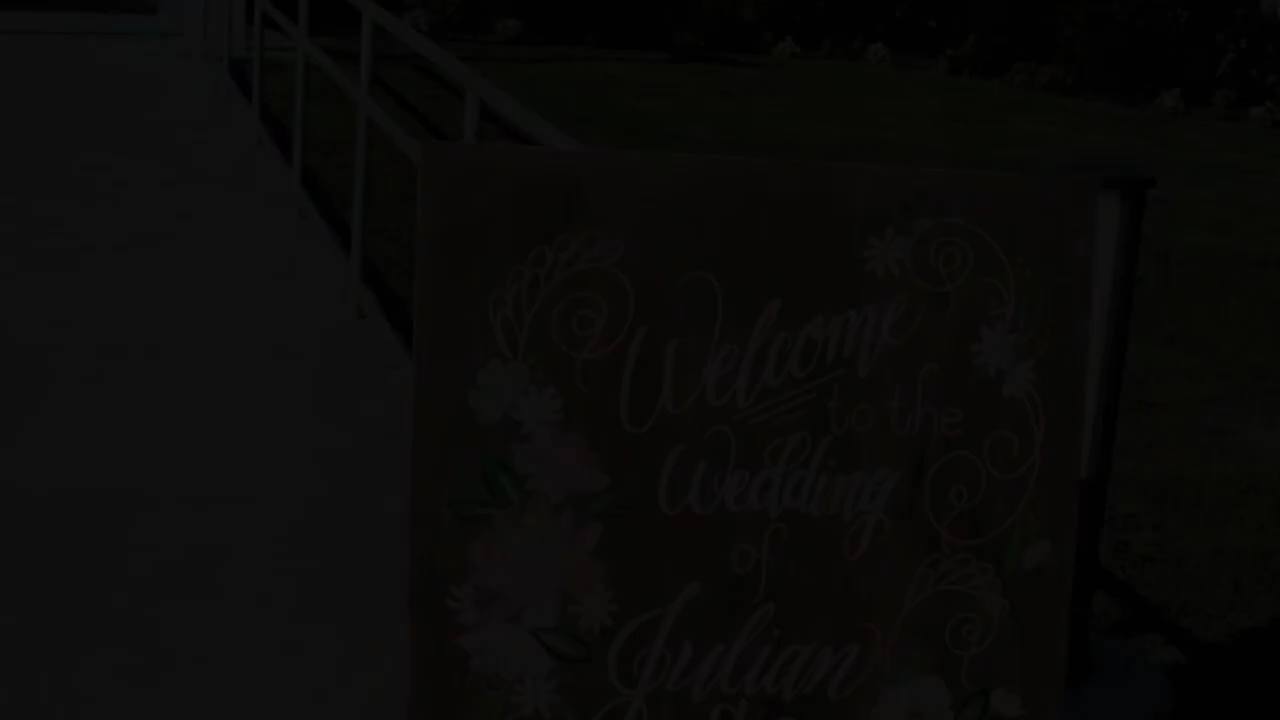 Welcome
to the
Wedding
of
Julian